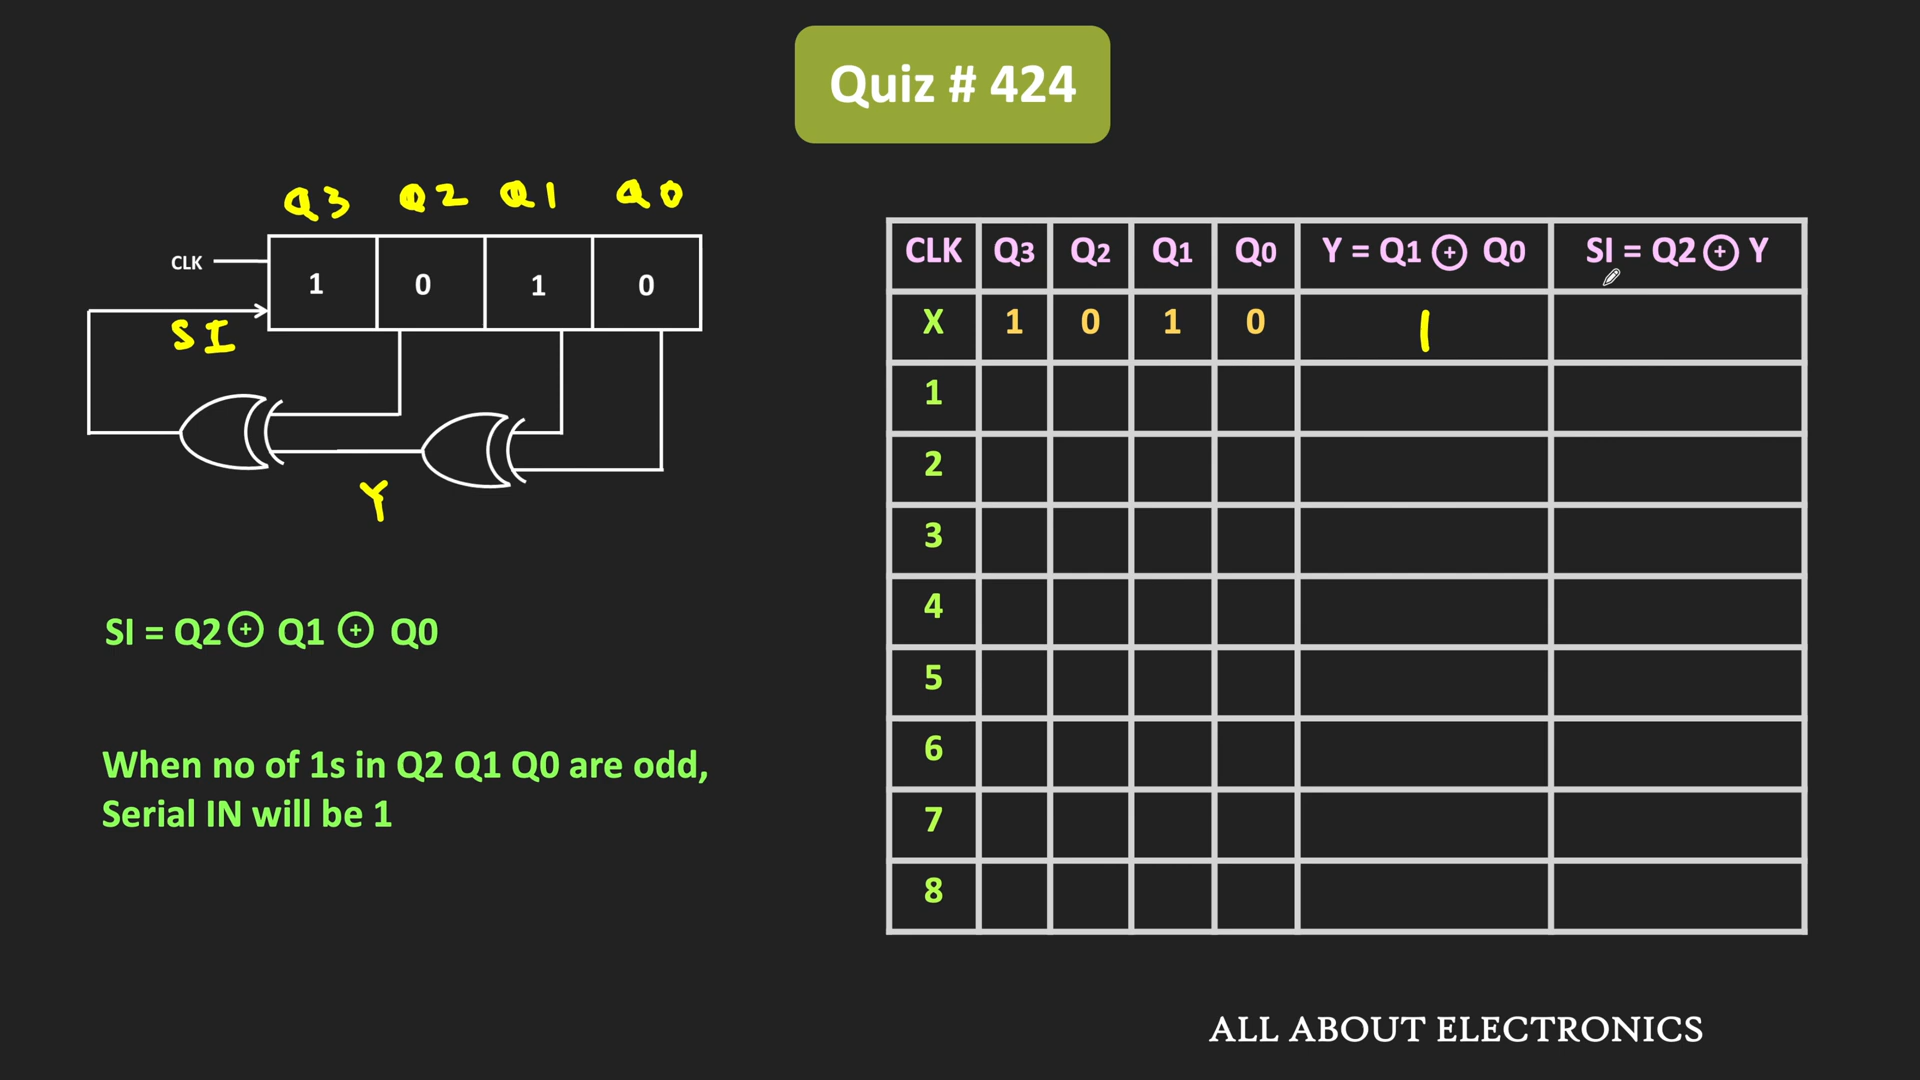 Quiz # 424
Q3 Q2 Q1 Q0
CLK
1 0 1 0
SI
Y
SI = Q2 ⊕ Q1 ⊕ Q0
When no of 1s in Q2 Q1 Q0 are odd,
Serial IN will be 1
CLK Q3 Q2 Q1 Q0 Y = Q1 ⊕ Q0 SI = Q2 ⊕ Y
X 1 0 1 0 1
1
2
3
4
5
6
7
8
ALL ABOUT ELECTRONICS